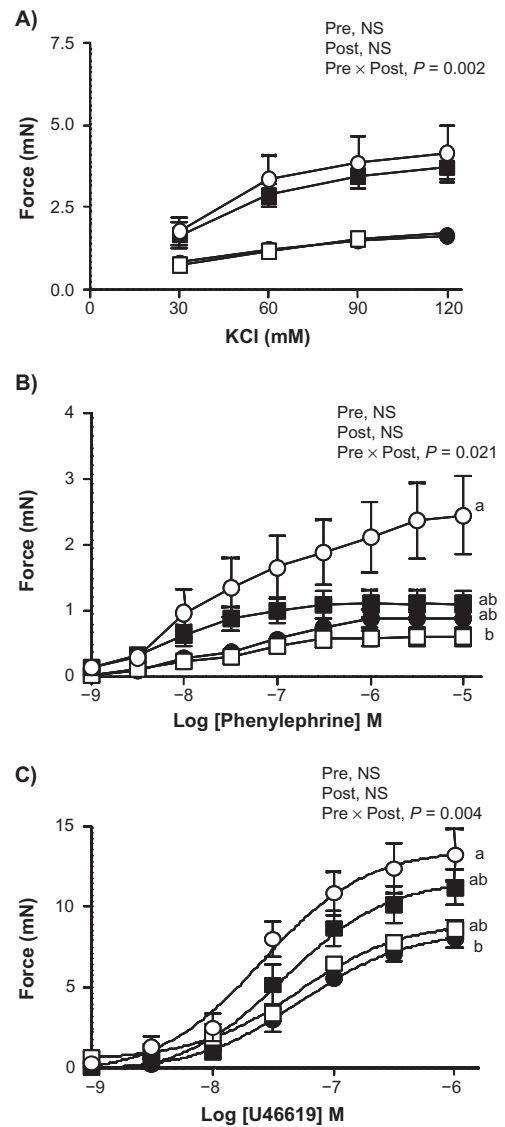 A)
Pre, NS
Post, NS
Pre × Post, P = 0.002
7.5
5.0
2.5
0.0
Force (mN)
0 30 60 90 120
KCl (mM)
B)
Pre, NS
Post, NS
Pre × Post, P = 0.021
4
3
2
1
0
Force (mN)
a
ab
ab
b
−9 −8 −7 −6 −5
Log [Phenylephrine] M
C)
Pre, NS
Post, NS
Pre × Post, P = 0.004
15
10
5
0
Force (mN)
a
ab
ab
b
−9 −8 −7 −6
Log [U46619] M